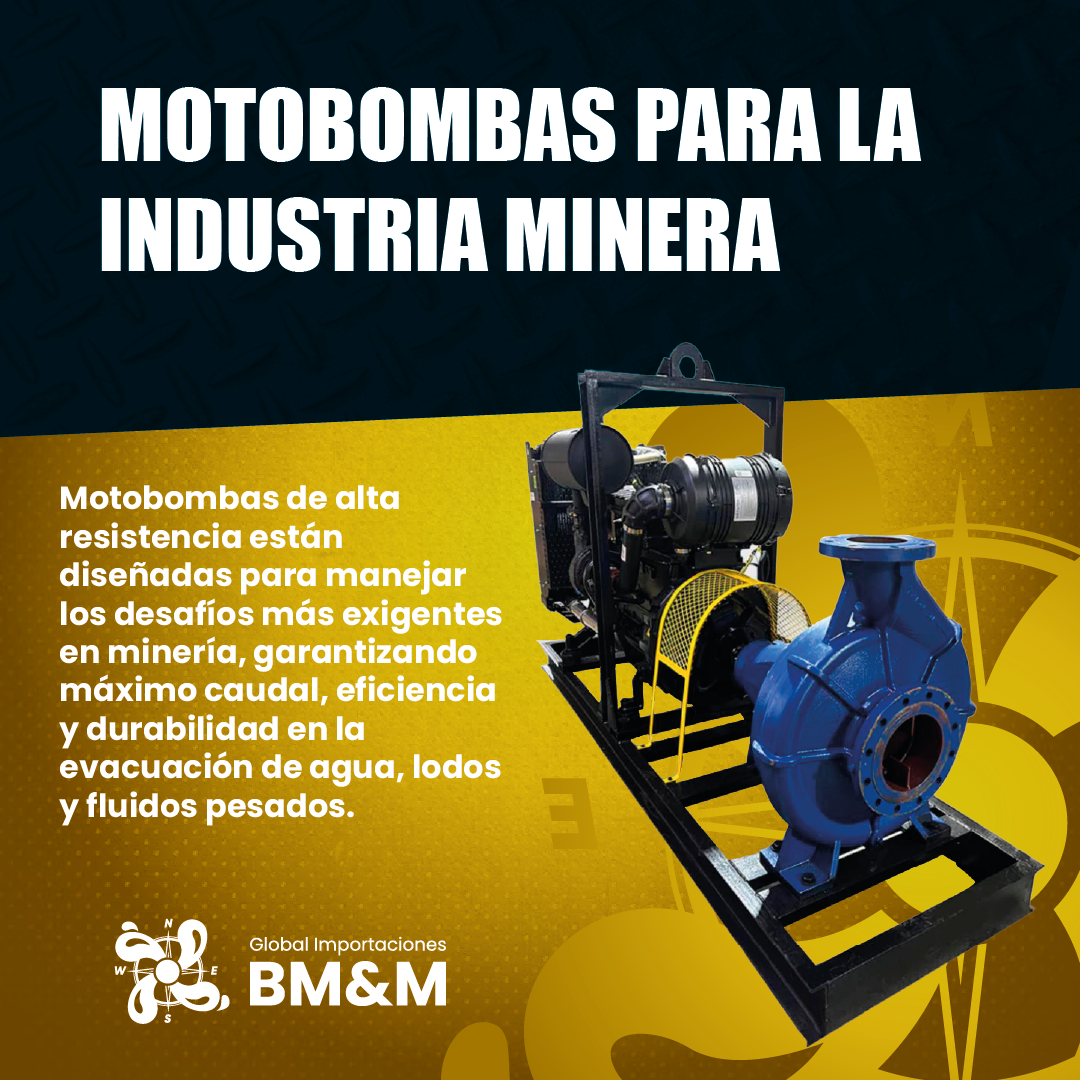 MOTOBOMBAS PARA LA
INDUSTRIA MINERA
Motobombas de alta
resistencia están
diseñadas para manejar
los desafíos más exigentes
en minería, garantizando
máximo caudal, eficiencia
y durabilidad en la
evacuación de agua, lodos
y fluidos pesados.
E
N
W E
S
Global Importaciones
BM&M